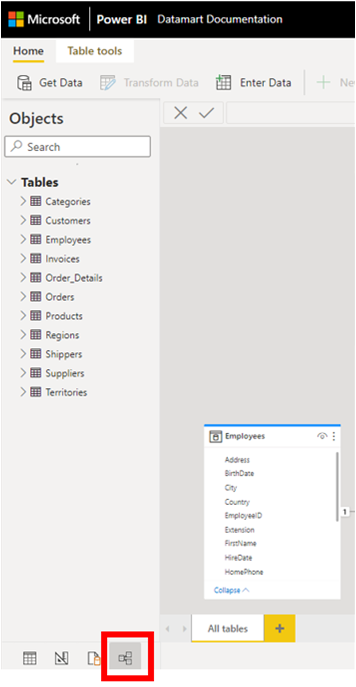 Microsoft Power BI Datamart Documentation
Home Table tools
Get Data Transform Data Enter Data Ne
Objects
Search
Tables
Categories
Customers
Employees
Invoices
Order_Details
Orders
Products
Regions
Shippers
Suppliers
Territories
Employees
Address
BirthDate
City
Country
EmployeeID
Extension
FirstName
HireDate
HomePhone
Collapse
1
All tables